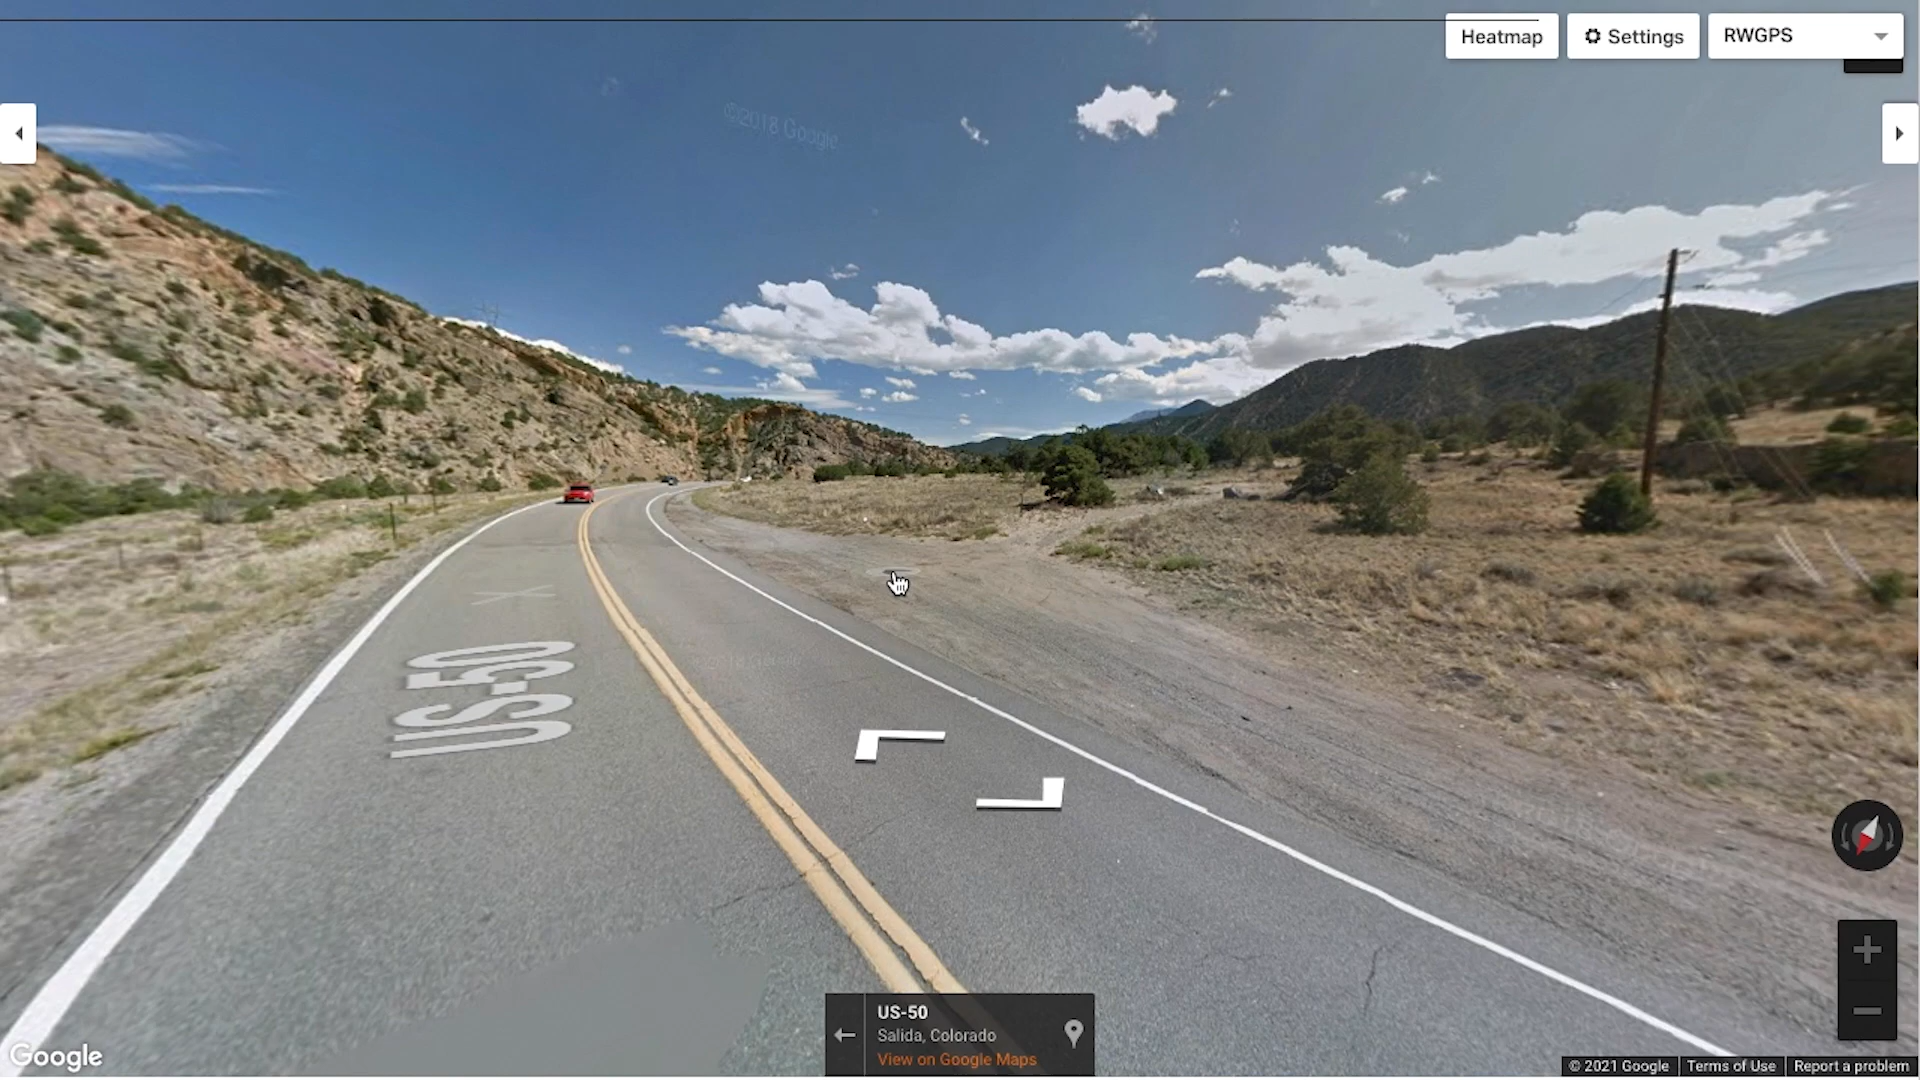 Heatmap
Settings
RWGPS
©2018 Google
US-50
US-50
Salida, Colorado
View on Google Maps
Google
© 2021 Google
Terms of Use
Report a problem